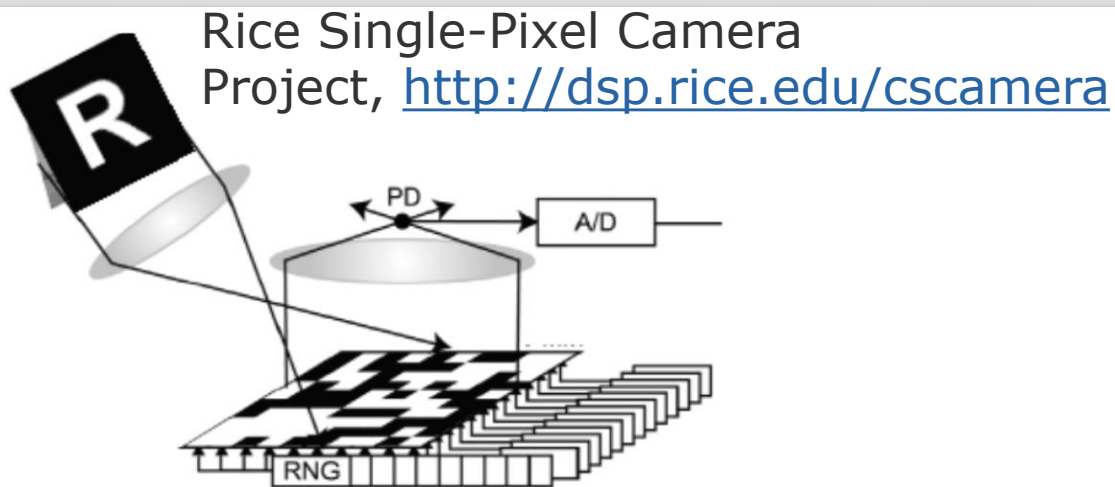 Rice Single-Pixel Camera
Project, http://dsp.rice.edu/cscamera
R
PD
A/D
RNG